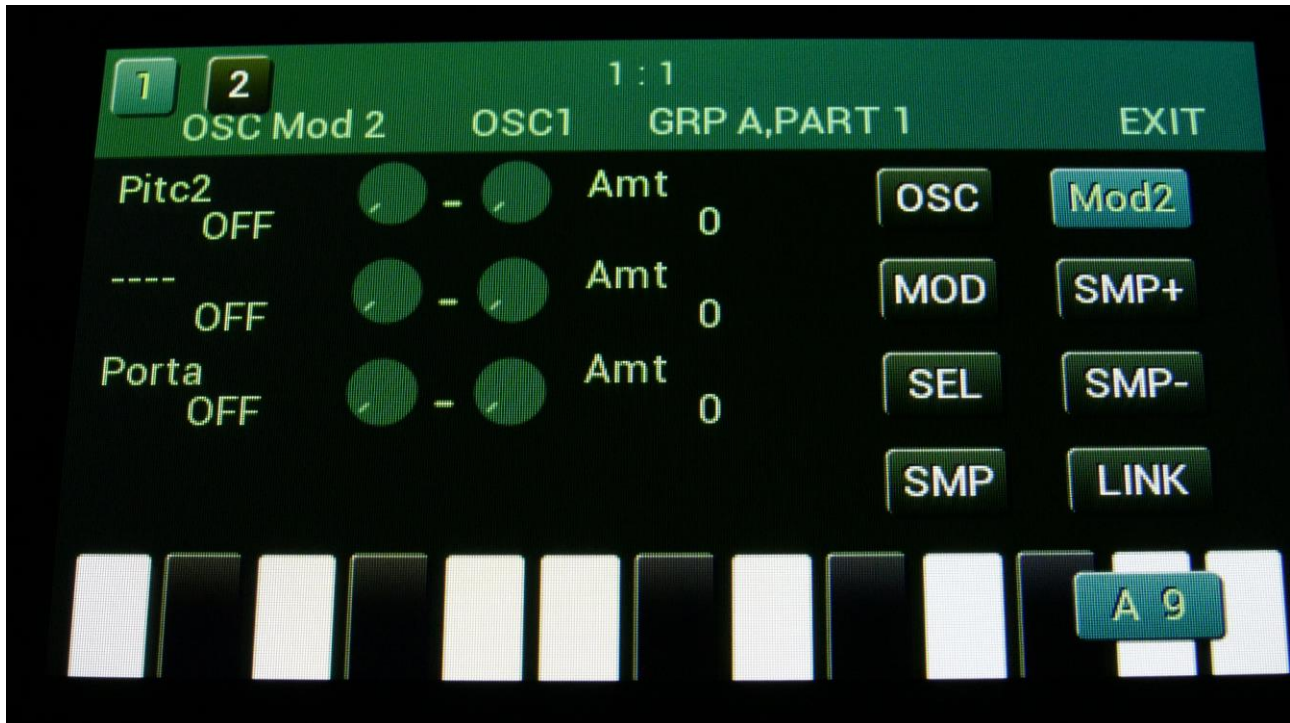 1 2 1 : 1
OSC Mod 2 OSC1 GRP A,PART 1 EXIT
Pitc2 - Amt OSC Mod2
OFF 0
---- - Amt MOD SMP+
OFF 0
Porta - Amt SEL SMP-
OFF 0
SMP LINK
A 9